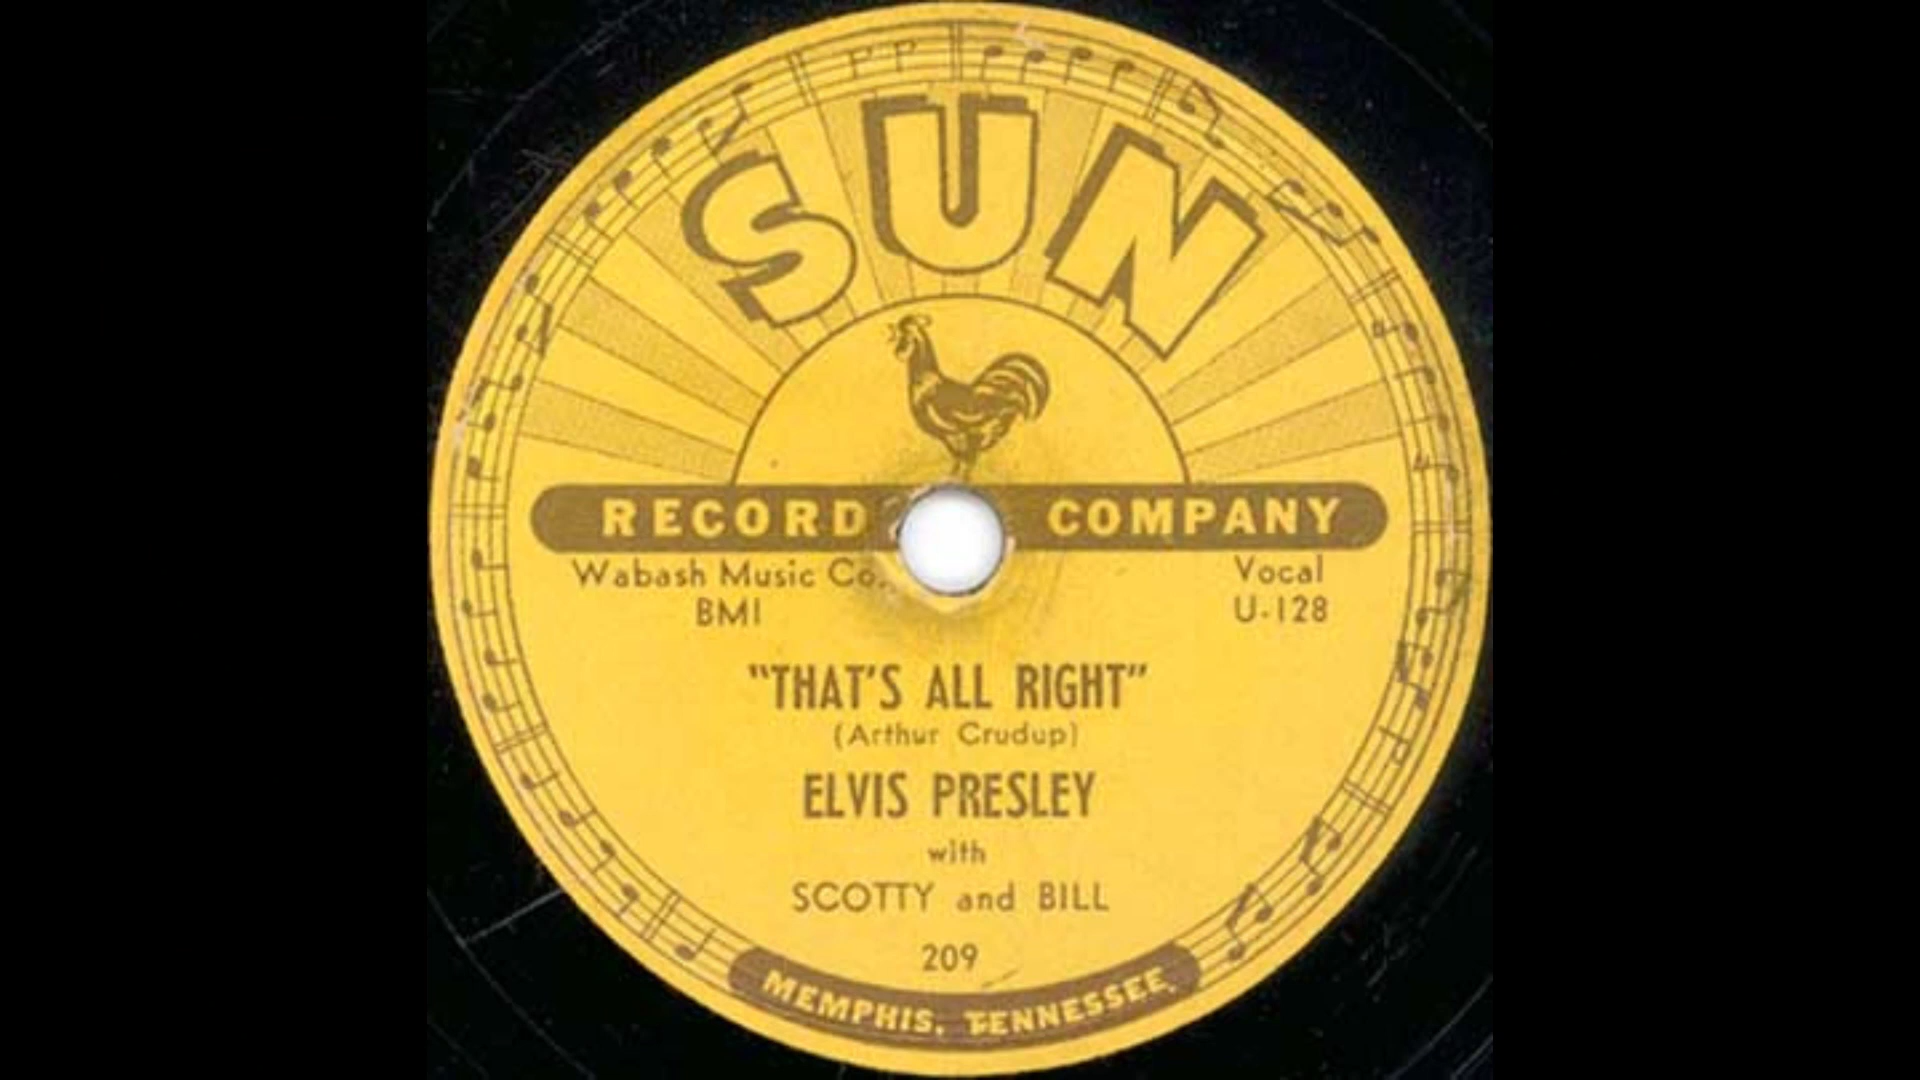 SUN
RECORD COMPANY
Wabash Music Co.
BMI
Vocal
U-128
"THAT'S ALL RIGHT"
(Arthur Crudup)
ELVIS PRESLEY
with
SCOTTY and BILL
209
MEMPHIS, TENNESSEE